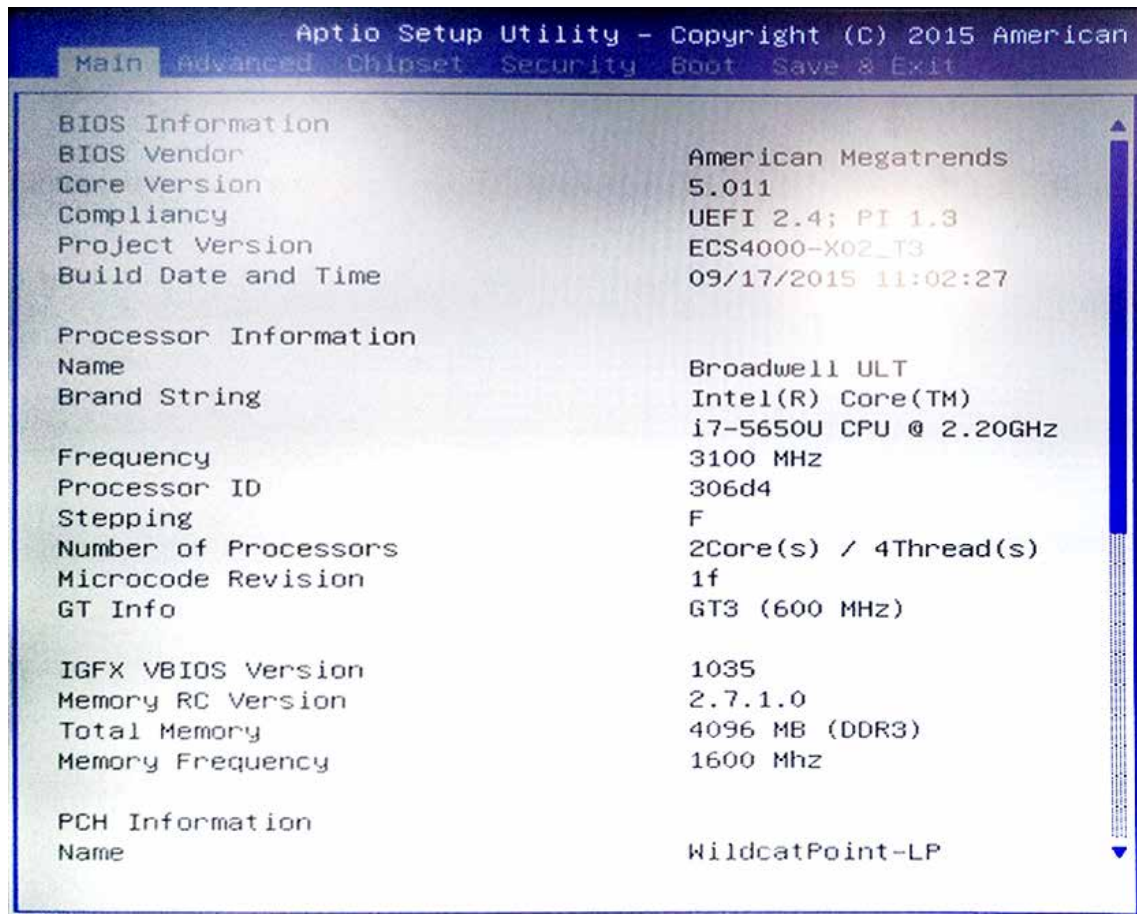 Aptio Setup Utility - Copyright (C) 2015 American
Main Advanced Chipset Security Boot Save & Exit
BIOS Information
BIOS Vendor American Megatrends
Core Version 5.011
Compliancy UEFI 2.4; PI 1.3
Project Version ECS4000-X02_T3
Build Date and Time 09/17/2015 11:02:27
Processor Information
Name Broadwell ULT
Brand String Intel(R) Core(TM)
i7-5650U CPU @ 2.20GHz
Frequency 3100 MHz
Processor ID 306d4
Stepping F
Number of Processors 2Core(s) / 4Thread(s)
Microcode Revision 1f
GT Info GT3 (600 MHz)
IGFX VBIOS Version 1035
Memory RC Version 2.7.1.0
Total Memory 4096 MB (DDR3)
Memory Frequency 1600 Mhz
PCH Information
Name WildcatPoint-LP